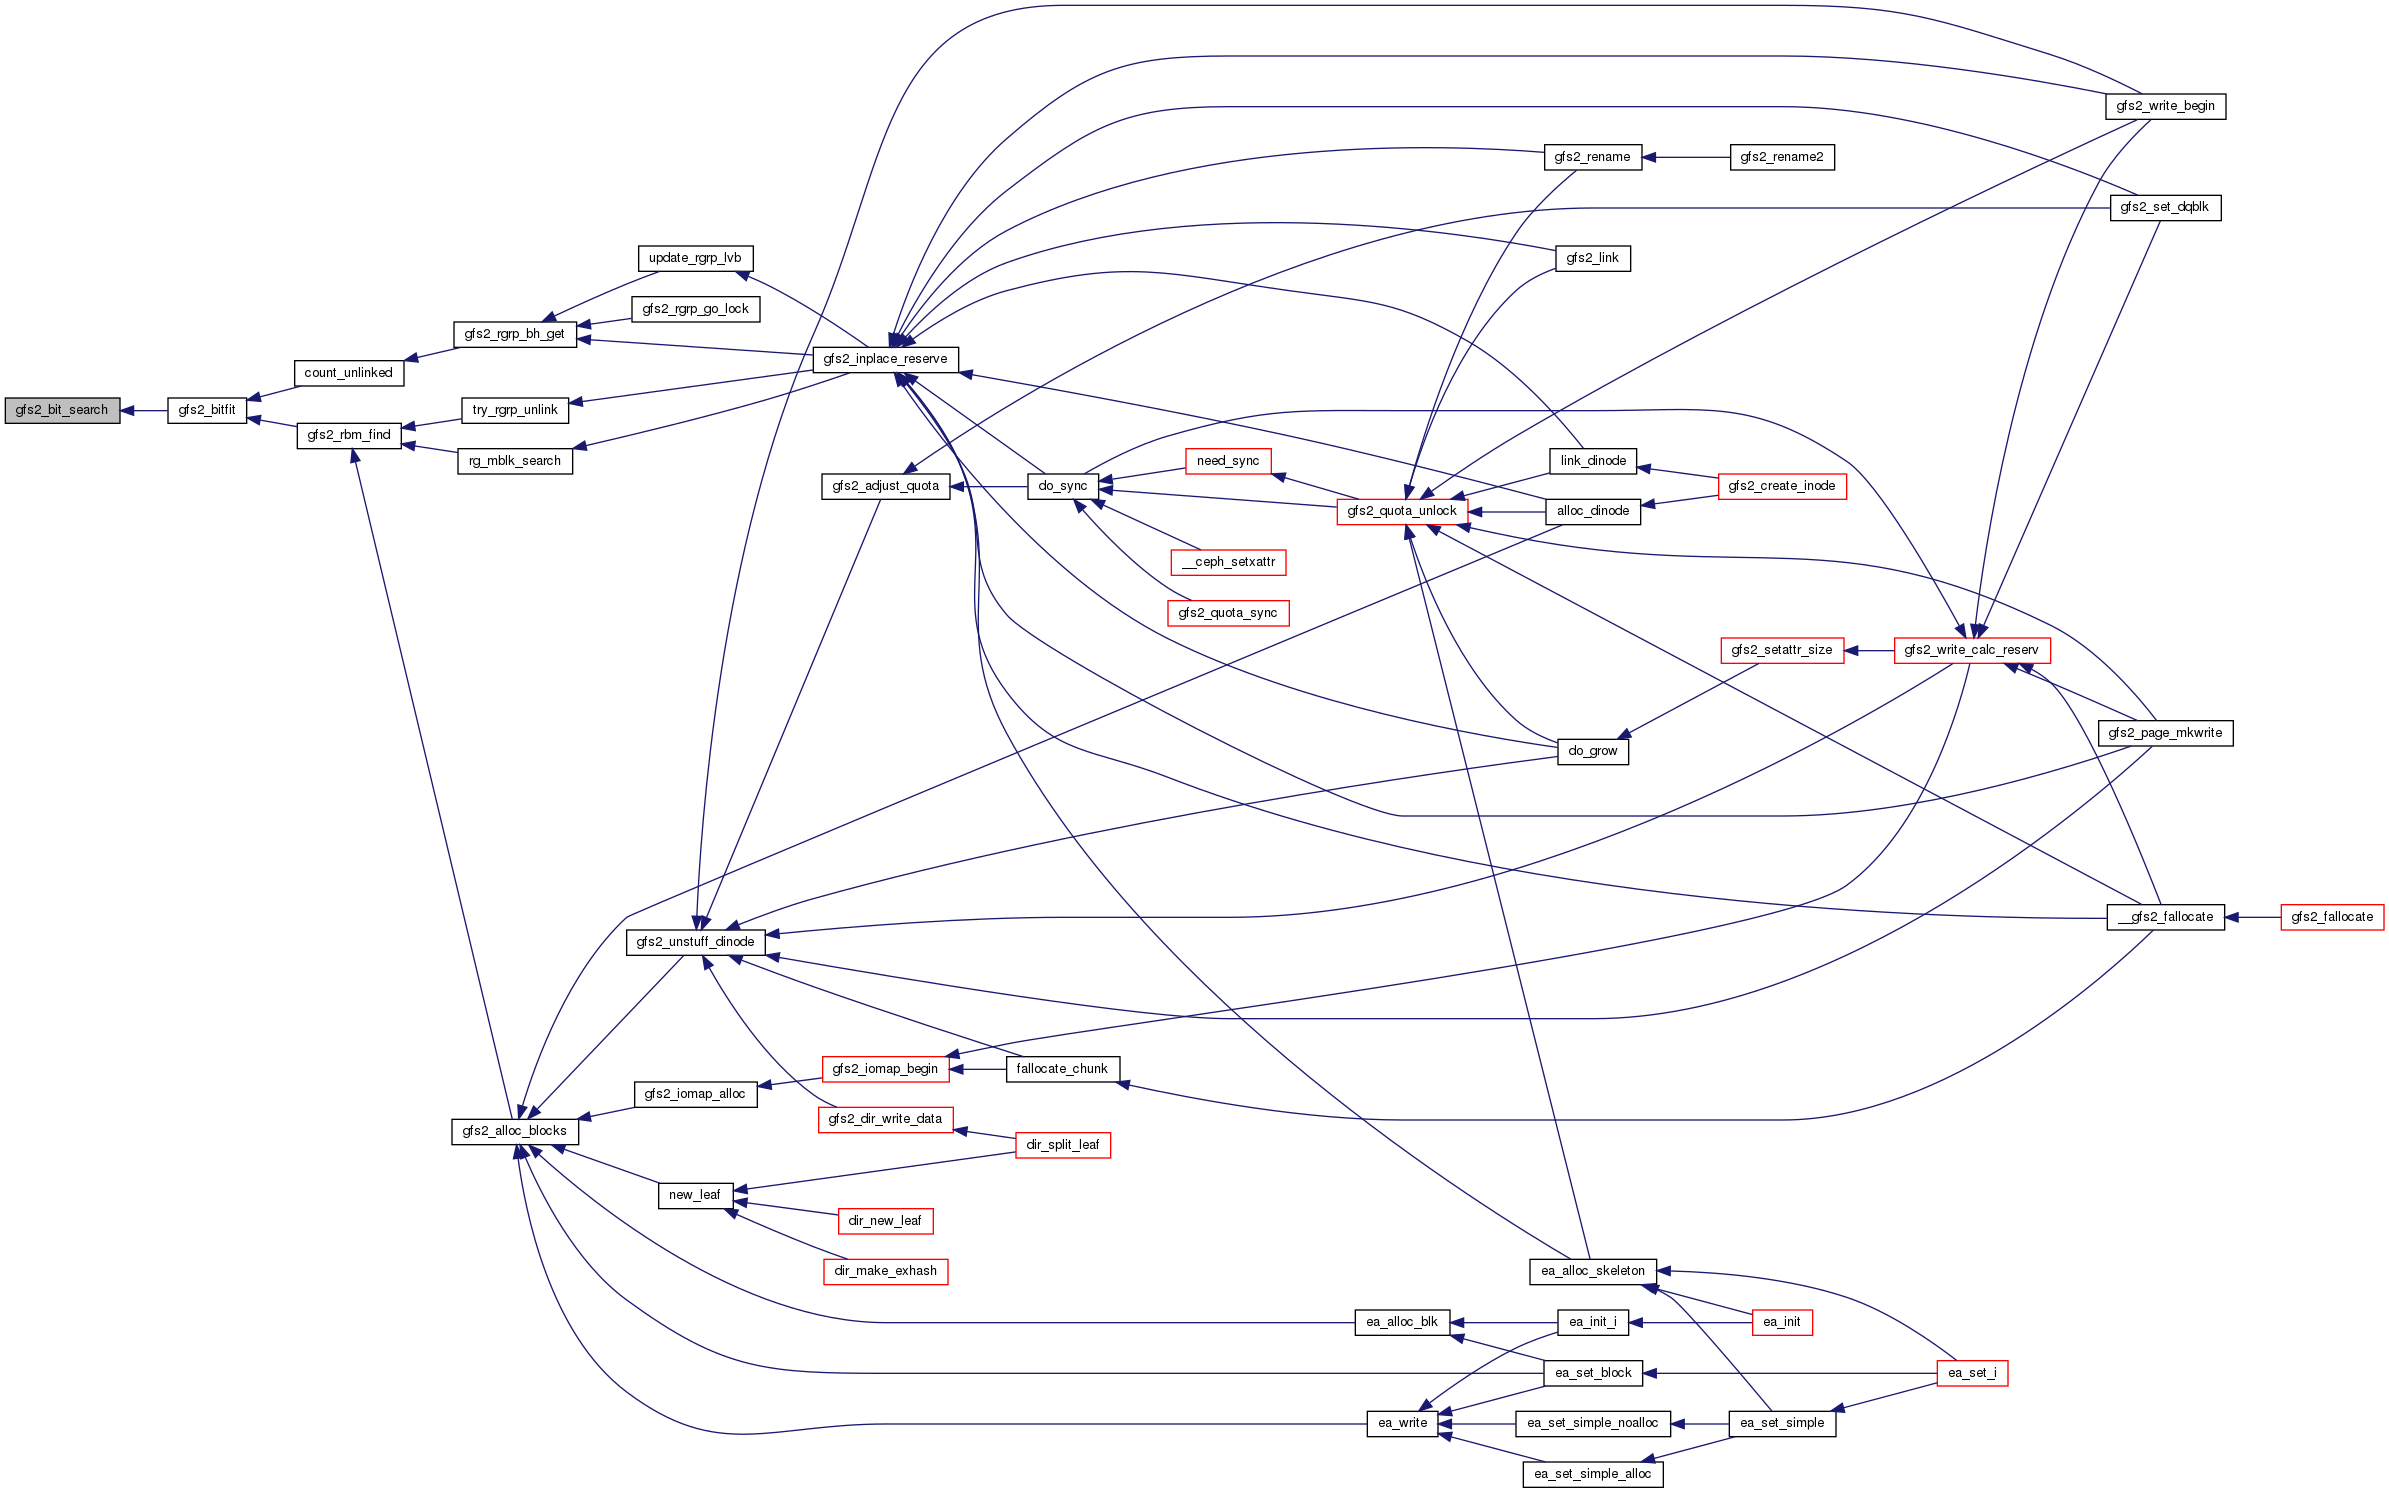 gfs2_write_begin
gfs2_rename
gfs2_rename2
gfs2_set_dqblk
update_rgrp_lvb
gfs2_link
gfs2_rgrp_go_lock
gfs2_rgrp_bh_get
gfs2_inplace_reserve
count_unlinked
gfs2_bit_search
gfs2_bitfit
try_rgrp_unlink
gfs2_rbm_find
rg_mblk_search
need_sync
link_dinode
gfs2_adjust_quota
do_sync
gfs2_create_inode
gfs2_quota_unlock
alloc_dinode
__ceph_setxattr
gfs2_quota_sync
gfs2_setattr_size
gfs2_write_calc_reserv
gfs2_page_mkwrite
do_grow
__gfs2_fallocate
gfs2_fallocate
gfs2_unstuff_dinode
gfs2_iomap_begin
fallocate_chunk
gfs2_iomap_alloc
gfs2_dir_write_data
gfs2_alloc_blocks
dir_split_leaf
new_leaf
dir_new_leaf
dir_make_exhash
ea_alloc_skeleton
ea_alloc_blk
ea_init_i
ea_init
ea_set_block
ea_set_i
ea_write
ea_set_simple_noalloc
ea_set_simple
ea_set_simple_alloc